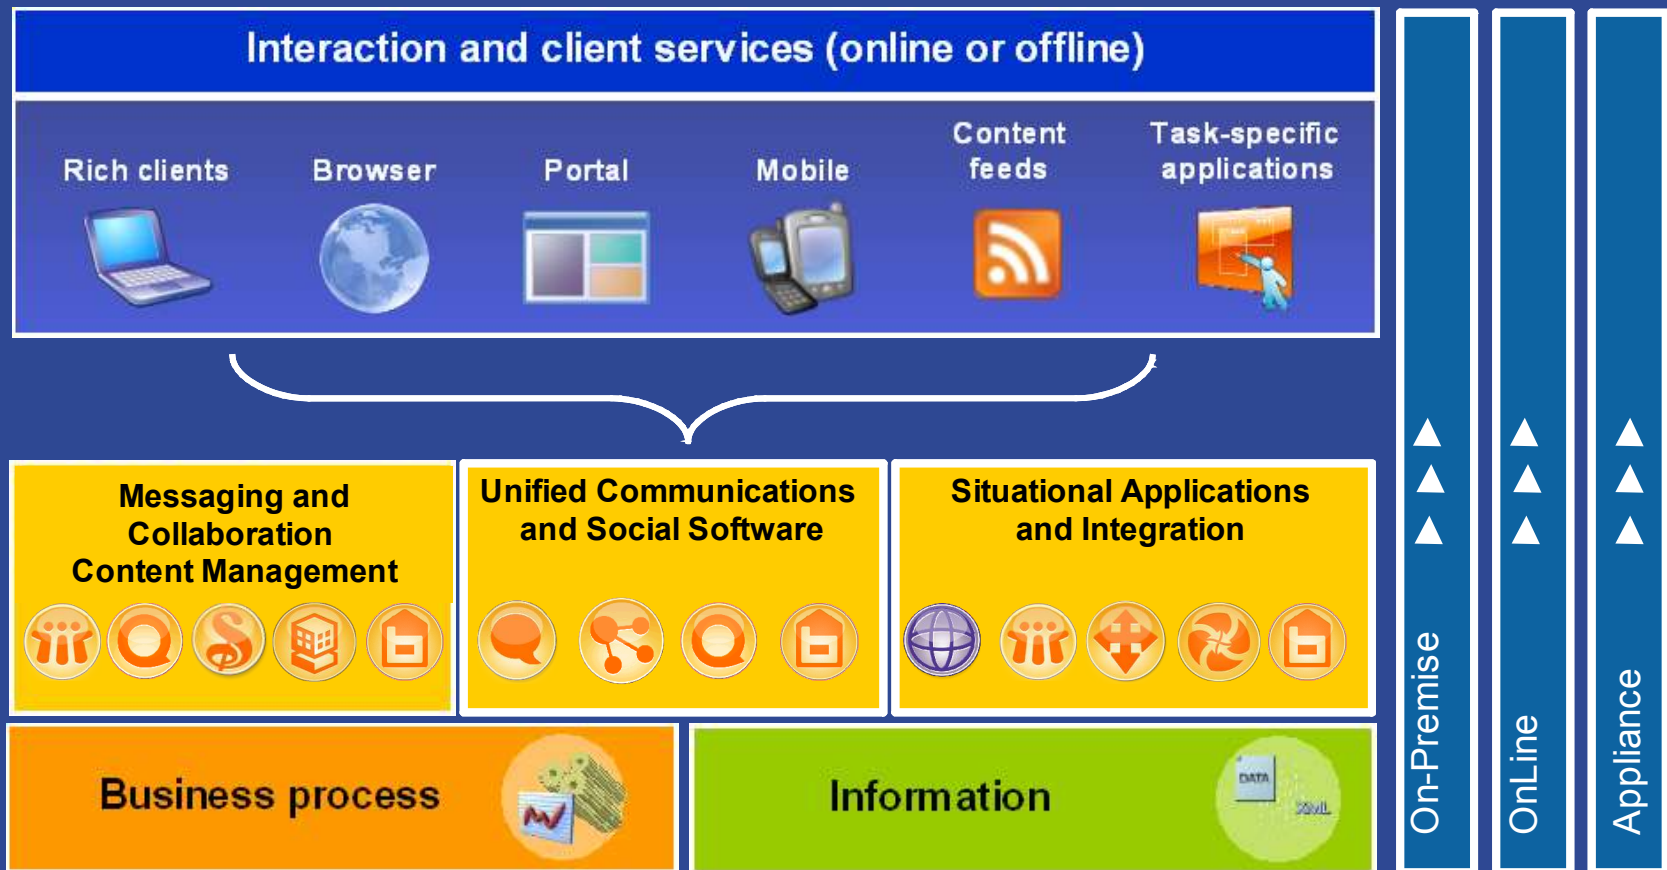 Interaction and client services (online or offline)
Rich clients
Browser
Portal
Mobile
Content
feeds
Task-specific
applications
Messaging and
Collaboration
Content Management
Unified Communications
and Social Software
Situational Applications
and Integration
Business process
Information
DATA
XML
On-Premise
OnLine
Appliance